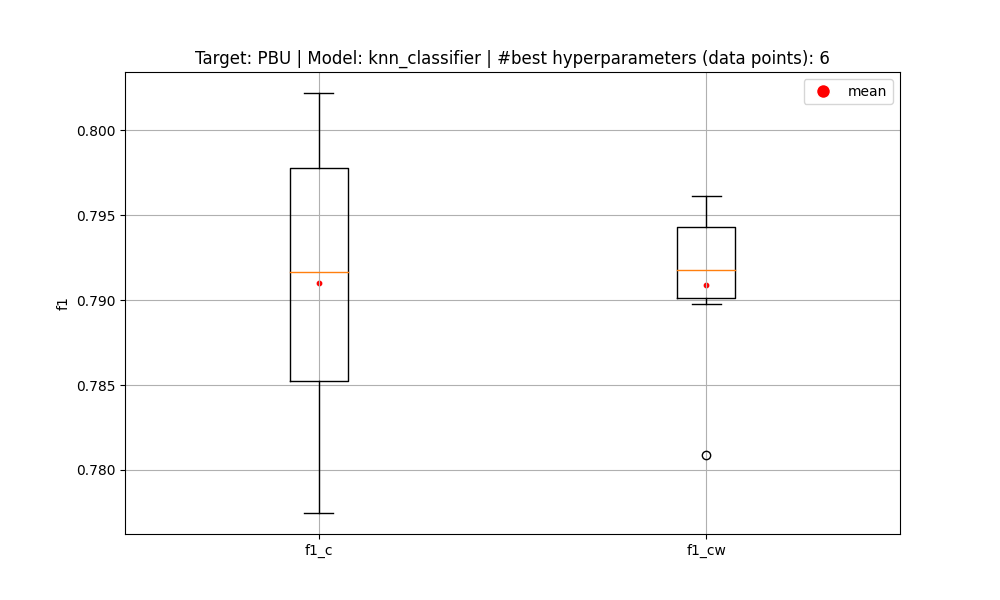 Target: PBU | Model: knn_classifier | #best hyperparameters (data points): 6
mean
0.800
0.795
0.790
0.785
0.780
f1
f1_c
f1_cw